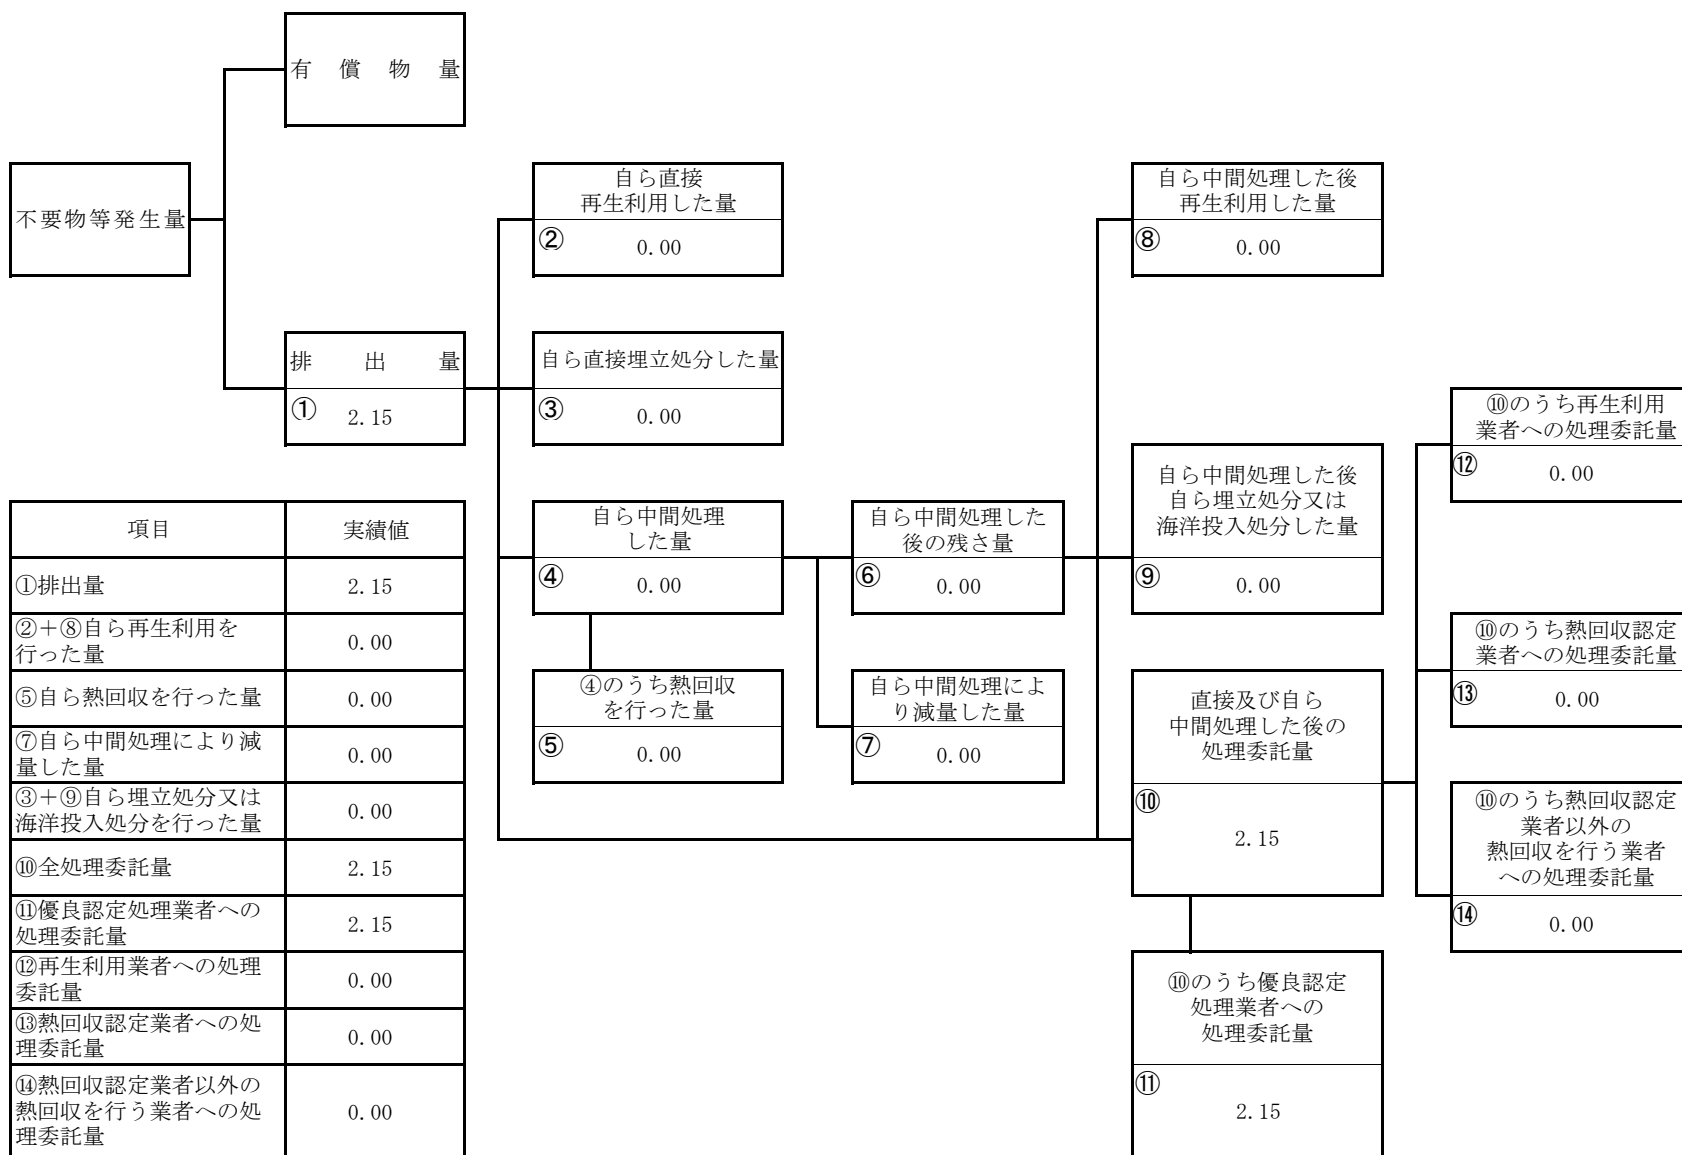 有償物量
不要物等発生量
排出量
① 2.15
自ら直接
再生利用した量
② 0.00
自ら直接埋立処分した量
③ 0.00
自ら中間処理
した量
④ 0.00
④のうち熱回収
を行った量
⑤ 0.00
自ら中間処理した
後の残さ量
⑥ 0.00
自ら中間処理によ
り減量した量
⑦ 0.00
自ら中間処理した後
再生利用した量
⑧ 0.00
自ら中間処理した後
自ら埋立処分又は
海洋投入処分した量
⑨ 0.00
直接及び自ら
中間処理した後の
処理委託量
⑩ 2.15
⑩のうち優良認定
処理業者への
処理委託量
⑪ 2.15
⑩のうち再生利用
業者への処理委託量
⑫ 0.00
⑩のうち熱回収認定
業者への処理委託量
⑬ 0.00
⑩のうち熱回収認定
業者以外の
熱回収を行う業者
への処理委託量
⑭ 0.00
項目 実績値
①排出量 2.15
②+⑧自ら再生利用を
行った量 0.00
⑤自ら熱回収を行った量 0.00
⑦自ら中間処理により減
量した量 0.00
③+⑨自ら埋立処分又は
海洋投入処分を行った量 0.00
⑩全処理委託量 2.15
⑪優良認定処理業者への
処理委託量 2.15
⑫再生利用業者への処理
委託量 0.00
⑬熱回収認定業者への処
理委託量 0.00
⑭熱回収認定業者以外の
熱回収を行う業者への処
理委託量 0.00